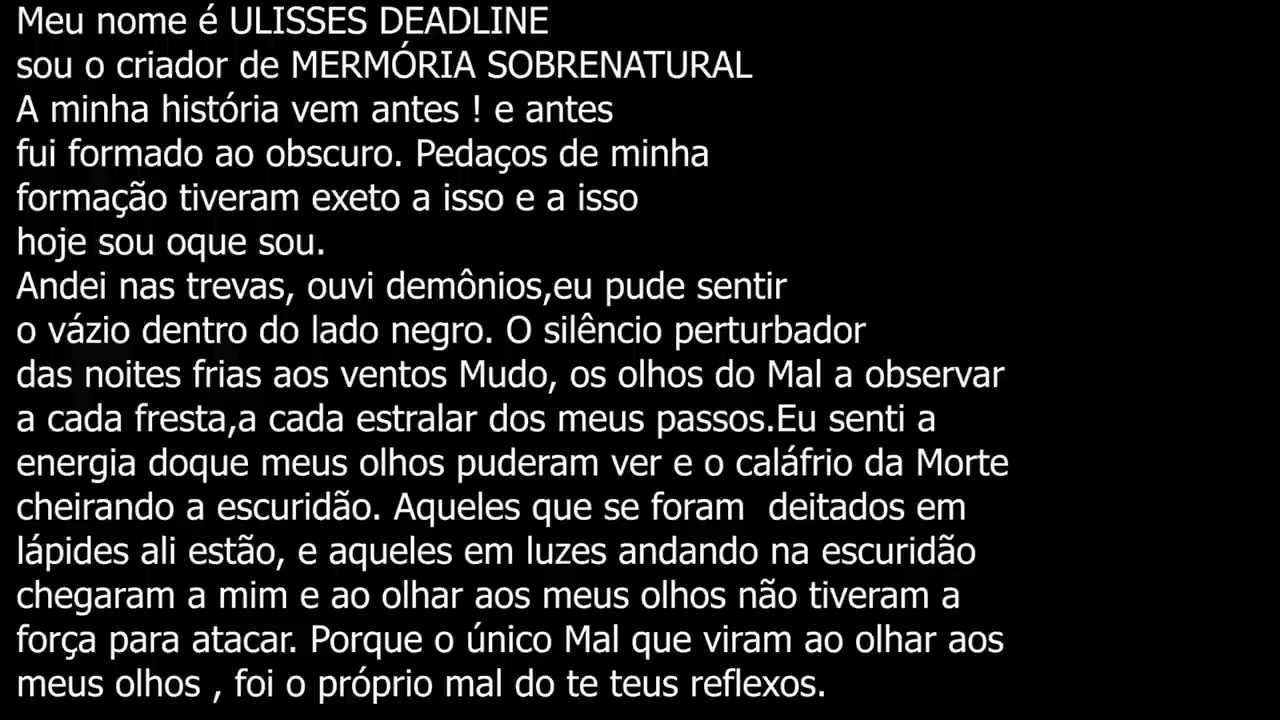 Meu nome é ULISSES DEADLINE
sou o criador de MERMÓRIA SOBRENATURAL
A minha história vem antes ! e antes
fui formado ao obscuro. Pedaços de minha
formação tiveram exeto a isso e a isso
hoje sou oque sou.
Andei nas trevas, ouvi demônios,eu pude sentir
o vázio dentro do lado negro. O silêncio perturbador
das noites frias aos ventos Mudo, os olhos do Mal a observar
a cada fresta,a cada estralar dos meus passos.Eu senti a
energia doque meus olhos puderam ver e o caláfrio da Morte
cheirando a escuridão. Aqueles que se foram  deitados em
lápides ali estão, e aqueles em luzes andando na escuridão
chegaram a mim e ao olhar aos meus olhos não tiveram a
força para atacar. Porque o único Mal que viram ao olhar aos
meus olhos , foi o próprio mal do te teus reflexos.